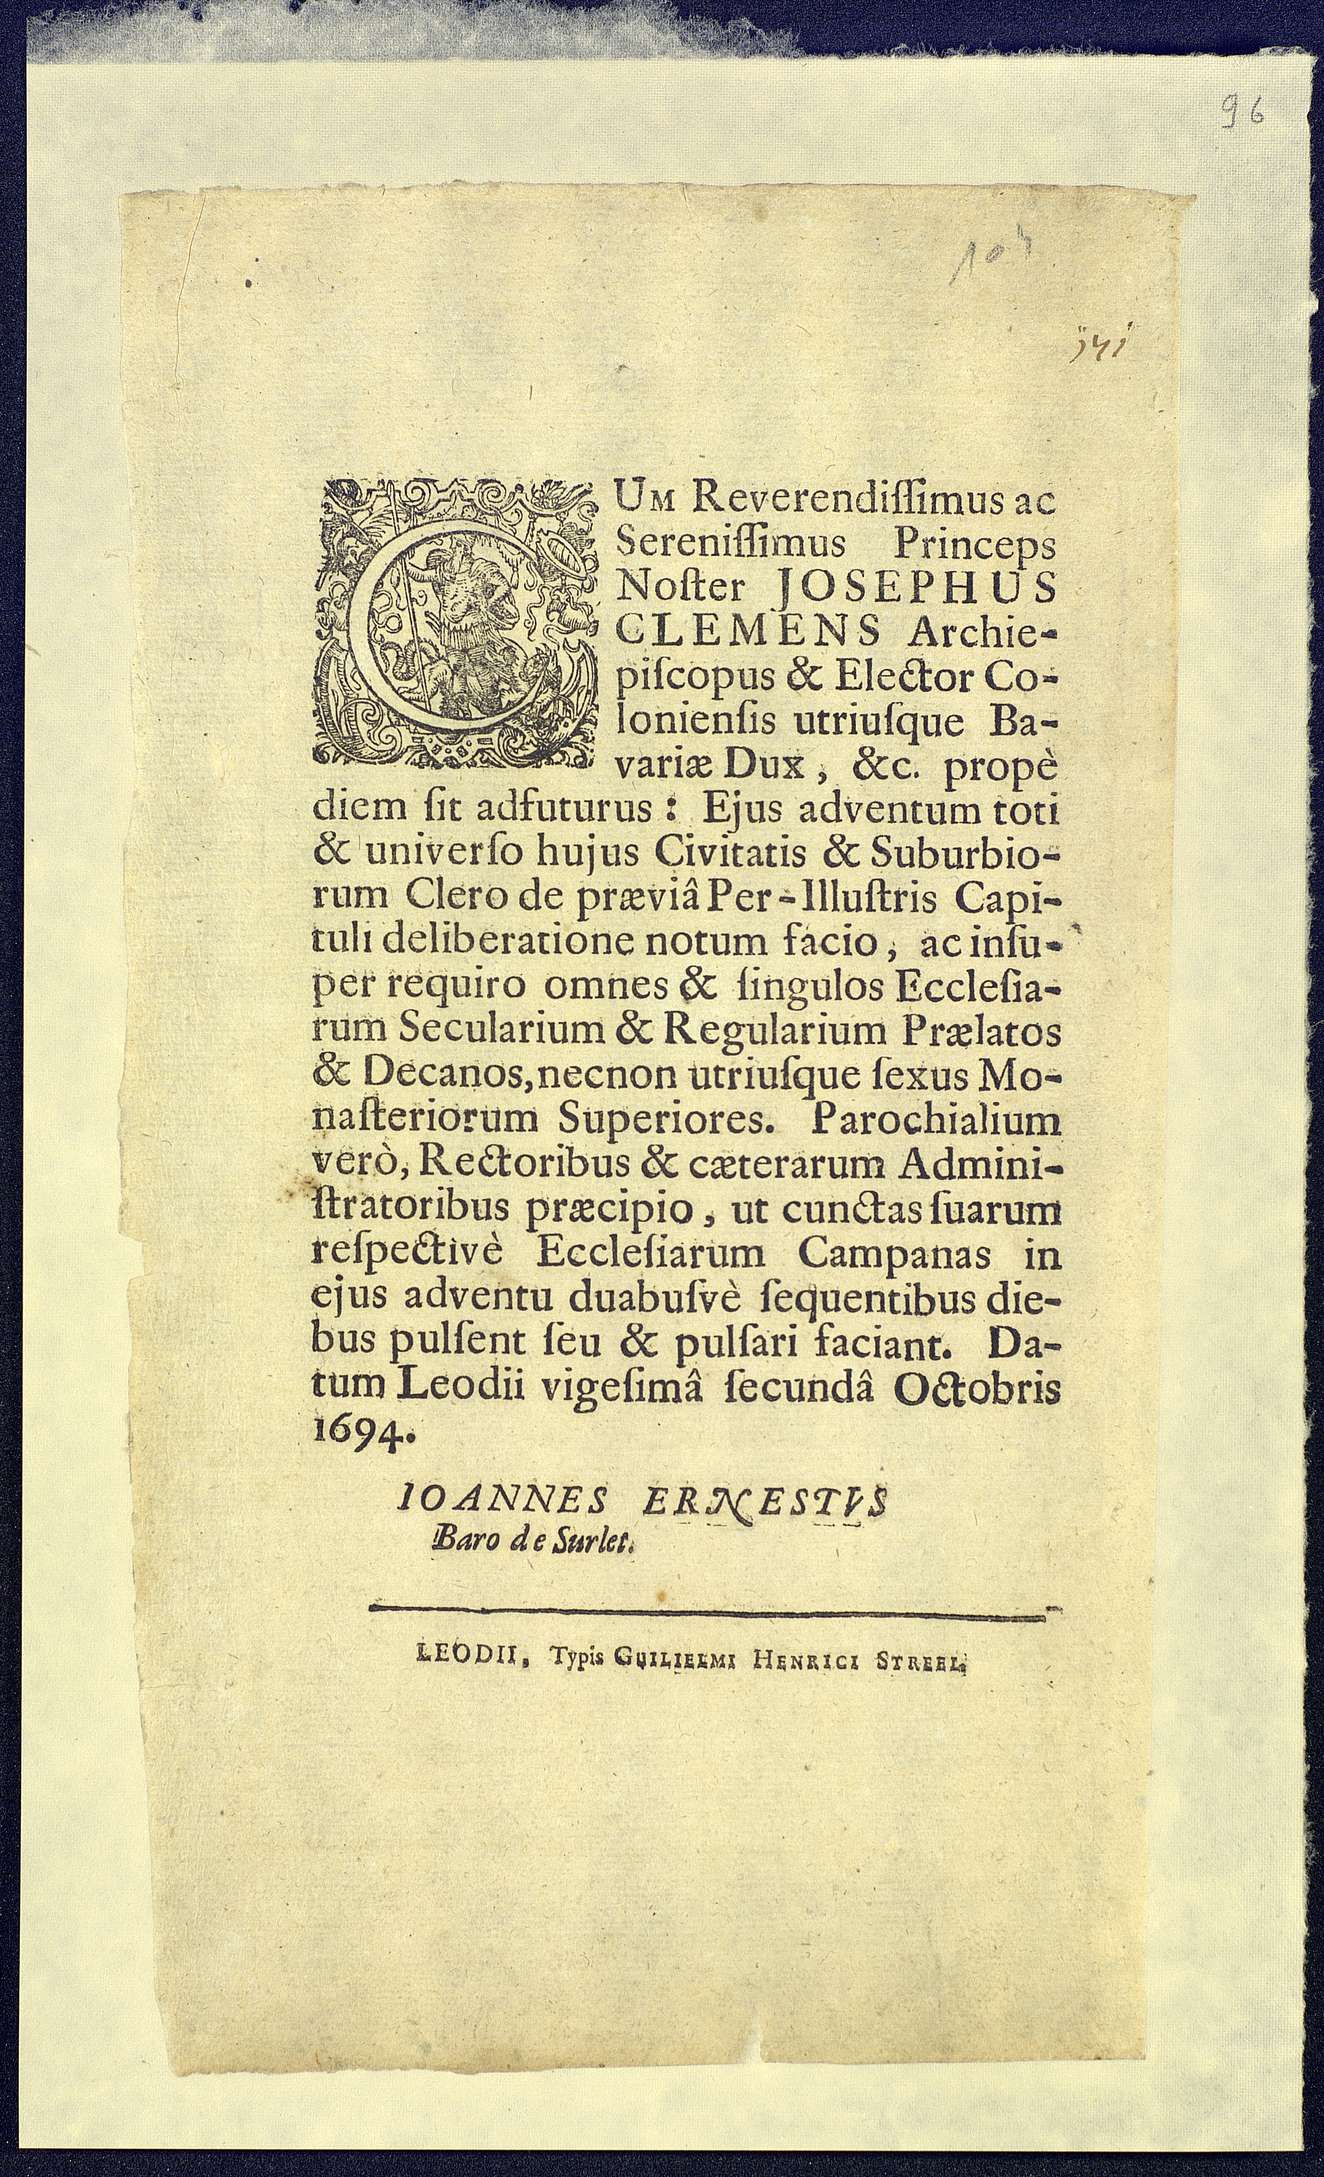 96
CUM Reverendiſſimus ac
Sereniſſimus Princeps
Noſter JOSEPHUS
CLEMENS Archie-
piſcopus & Elector Co-
lonienſis utriuſque Ba-
variæ Dux, &c. propè
diem ſit adfuturus: Ejus adventum toti
& univerſo hujus Civitatis & Suburbio-
rum Clero de præviâ Per-Illuſtris Capi-
tuli deliberatione notum facio, ac inſu-
per requiro omnes & ſingulos Eccleſia-
rum Secularium & Regularium Prælatos
& Decanos, necnon utriuſque ſexus Mo-
naſteriorum Superiores. Parochialium
verò, Rectoribus & cæterarum Admini-
ſtratoribus præcipio, ut cunctas ſuarum
reſpectivè Eccleſiarum Campanas in
ejus adventu duabuſvè ſequentibus die-
bus pulſent ſeu & pulſari faciant. Da-
tum Leodii vigeſimâ ſecundâ Octobris
1694.
IOANNES ERNESTVS
Baro de Surlet.
LEODII, Typis GUILIELMI HENRICI STREEL.